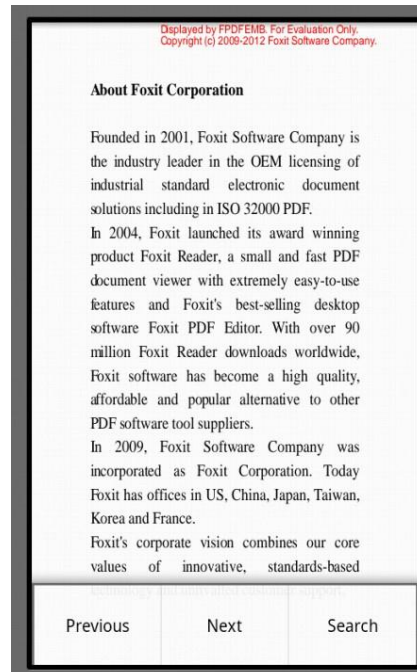 Displayed by FPDFEMB. For Evaluation Only.
Copyright (c) 2009-2012 Foxit Software Company.
About Foxit Corporation
Founded in 2001, Foxit Software Company is
the industry leader in the OEM licensing of
industrial standard electronic document
solutions including in ISO 32000 PDF.
In 2004, Foxit launched its award winning
product Foxit Reader, a small and fast PDF
document viewer with extremely easy-to-use
features and Foxit's best-selling desktop
software Foxit PDF Editor. With over 90
million Foxit Reader downloads worldwide,
Foxit software has become a high quality,
affordable and popular alternative to other
PDF software tool suppliers.
In 2009, Foxit Software Company was
incorporated as Foxit Corporation. Today
Foxit has offices in US, China, Japan, Taiwan,
Korea and France.
Foxit's corporate vision combines our core
values of innovative, standards-based
technology and unrivalled customer support.
Previous Next Search